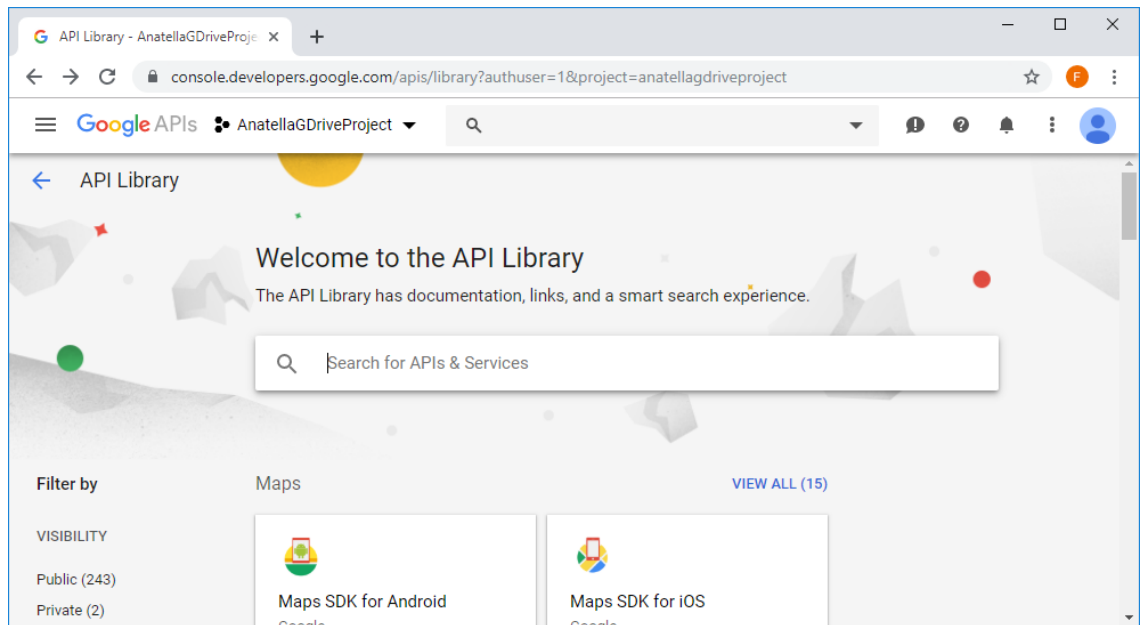 API Library - AnatellaGDriveProje
console.developers.google.com/apis/library?authuser=1&project=anatellagdriveproject
F
Google APIs AnatellaGDriveProject
API Library
Welcome to the API Library
The API Library has documentation, links, and a smart search experience.
Search for APIs & Services
Filter by
Maps
VIEW ALL (15)
VISIBILITY
Public (243)
Private (2)
Maps SDK for Android
Google
Maps SDK for iOS
Google